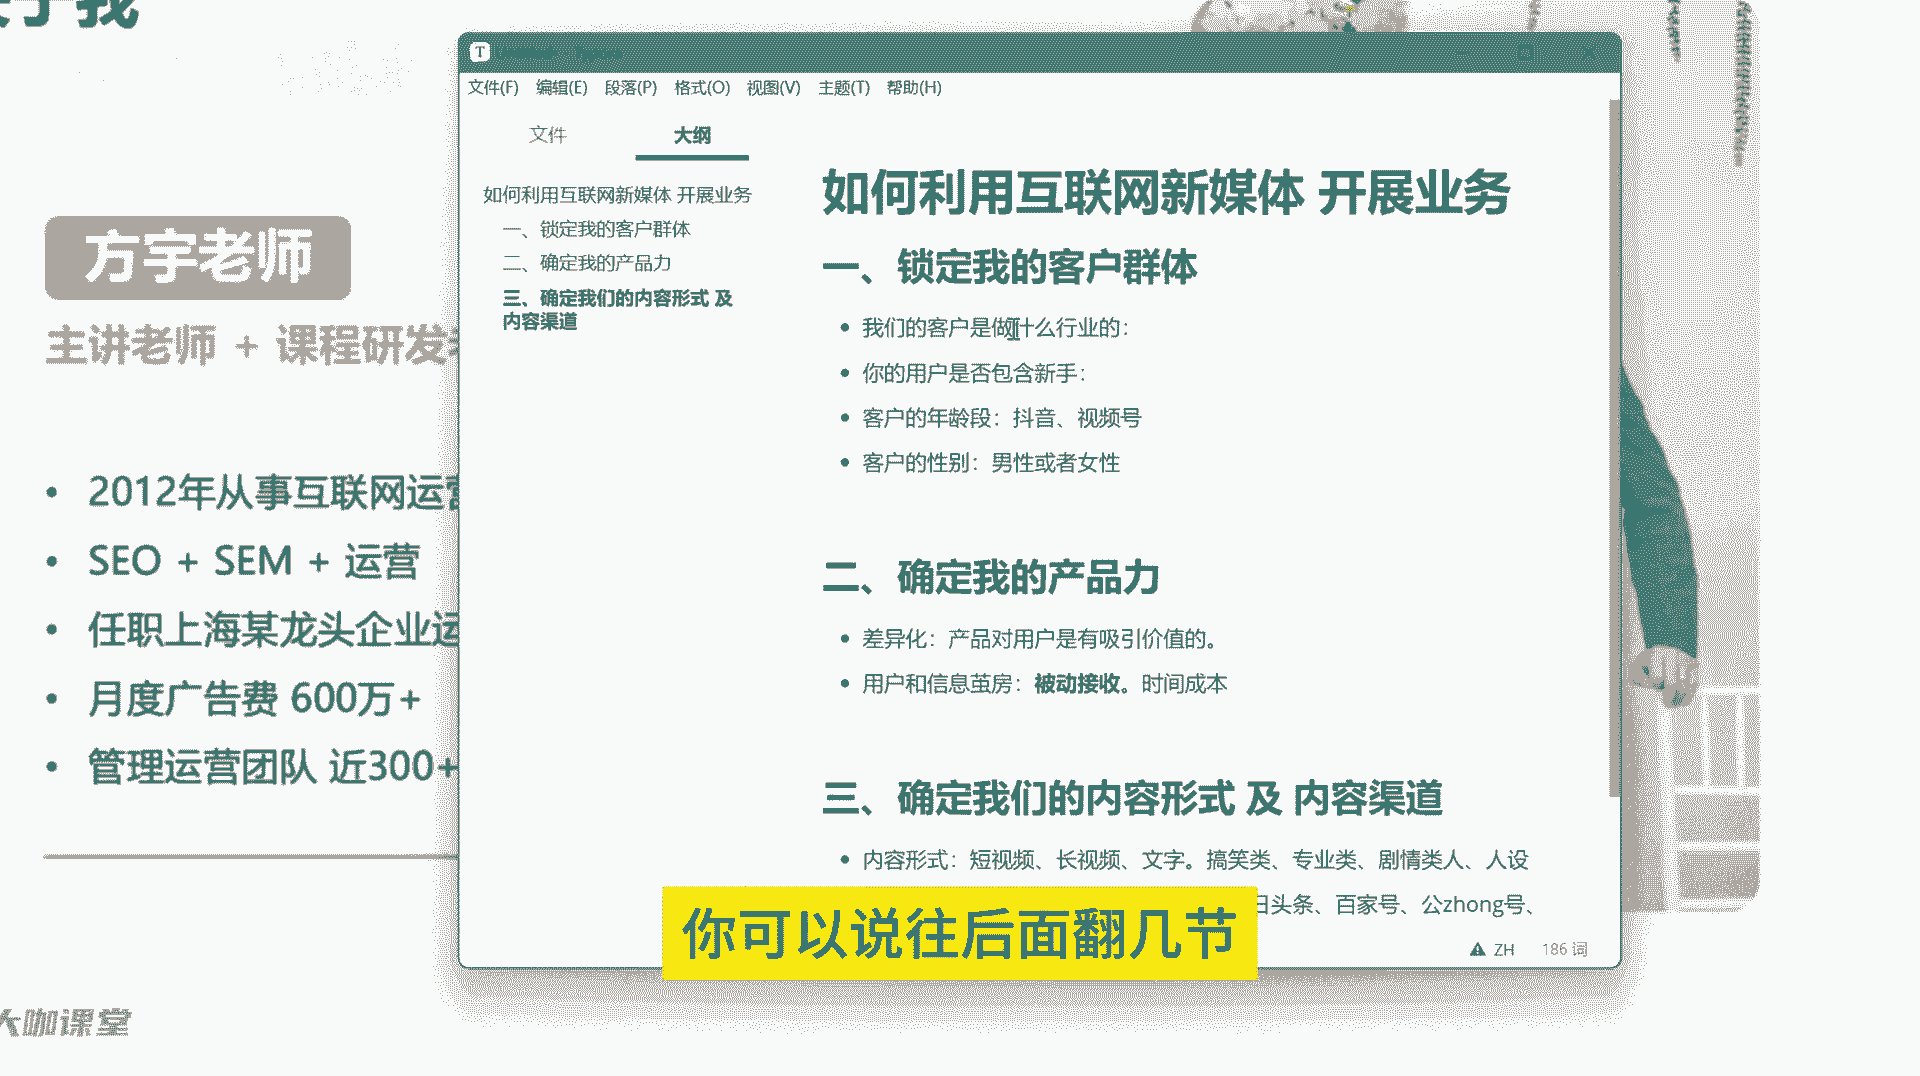 方宇老师
主讲老师 + 课程研发
2012年从事互联网运营
SEO + SEM + 运营
任职上海某龙头企业运
月度广告费 600万+
管理运营团队 近300+
大咖课堂
T
文件(F) 编辑(E) 段落(P) 格式(O) 视图(V) 主题(T) 帮助(H)
文件 大纲
如何利用互联网新媒体 开展业务
一、锁定我的客户群体
二、确定我的产品力
三、确定我们的内容形式 及
内容渠道
如何利用互联网新媒体 开展业务
一、锁定我的客户群体
我们的客户是做什么行业的：
你的用户是否包含新手：
客户的年龄段：抖音、视频号
客户的性别：男性或者女性
二、确定我的产品力
差异化：产品对用户是有吸引价值的。
用户和信息茧房：被动接收。时间成本
三、确定我们的内容形式 及 内容渠道
内容形式：短视频、长视频、文字。搞笑类、专业类、剧情类人、人设
日头条、百家号、公zhong号、
ZH 186 词
你可以说往后面翻几节